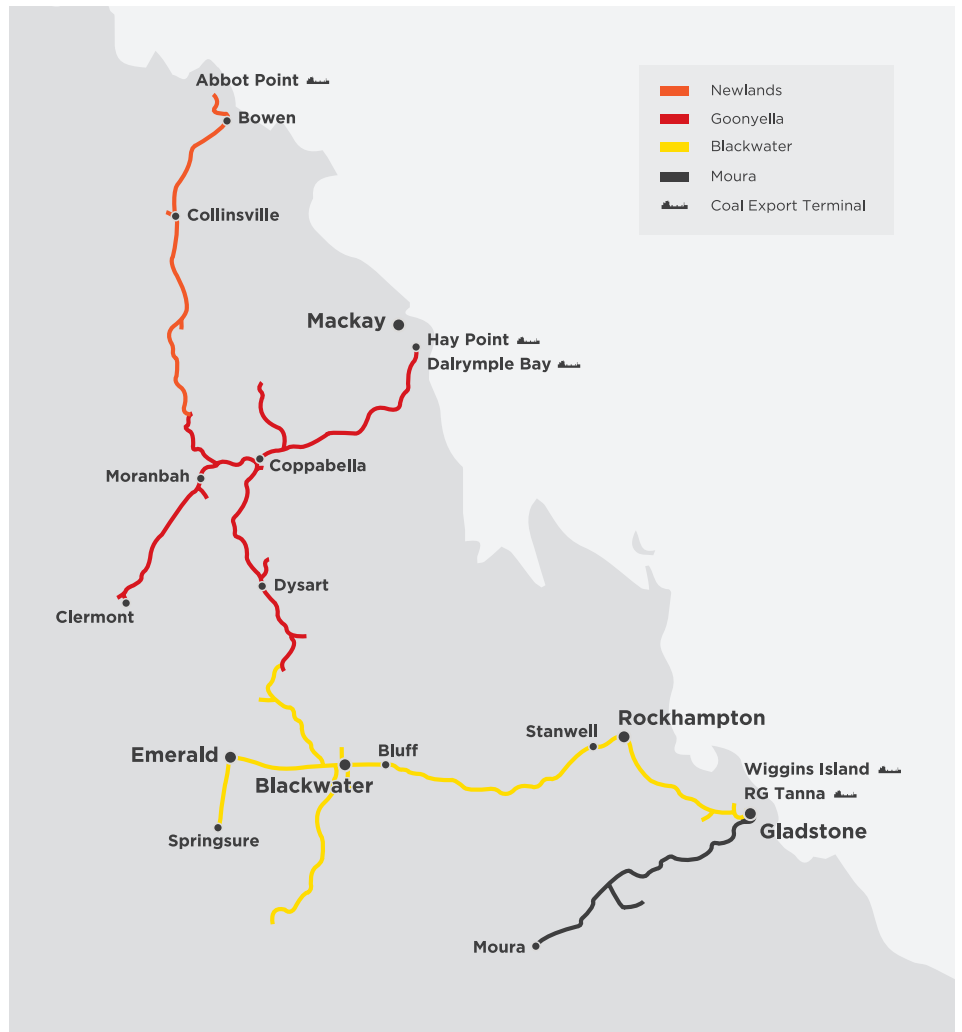 Abbot Point
Bowen
Collinsville
Newlands
Goonyella
Blackwater
Moura
Coal Export Terminal
Mackay
Hay Point
Dalrymple Bay
Coppabella
Moranbah
Dysart
Clermont
Stanwell
Rockhampton
Emerald
Bluff
Blackwater
Wiggins Island
RG Tanna
Gladstone
Springsure
Moura